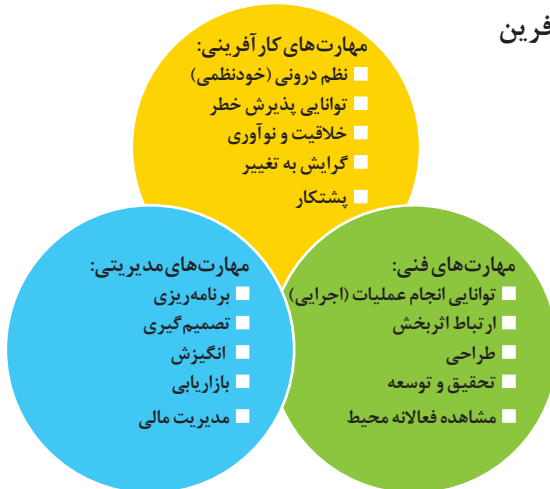 فرین
مهارت‌های کارآفرینی:
نظم درونی (خودنظمی)
توانایی پذیرش خطر
خلاقیت و نوآوری
گرایش به تغییر
پشتکار
مهارت‌های فنی:
توانایی انجام عملیات (اجرایی)
ارتباط اثربخش
طراحی
تحقیق و توسعه
مشاهده فعالانه محیط
مهارت‌های مدیریتی:
برنامه‌ریزی
تصمیم‌گیری
انگیزش
بازاریابی
مدیریت مالی